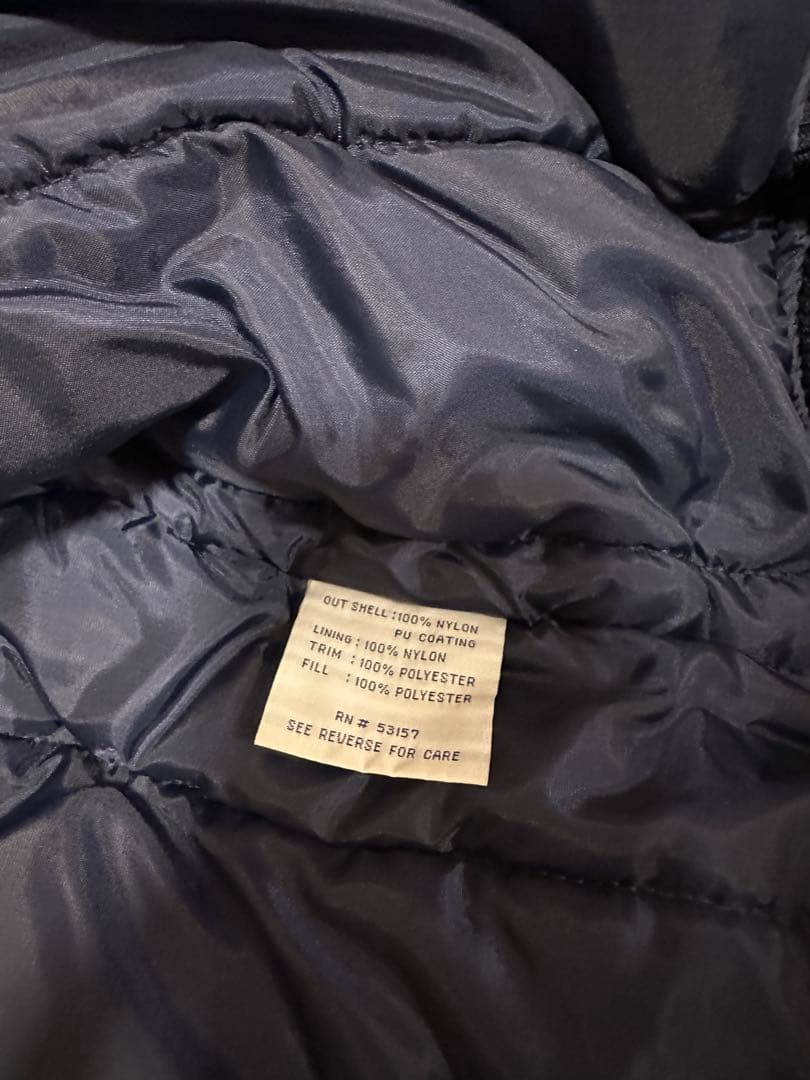 OUT SHELL :100% NYLON
PU COATING
LINING : 100% NYLON
TRIM : 100% POLYESTER
FILL : 100% POLYESTER
RN # 53157
SEE REVERSE FOR CARE